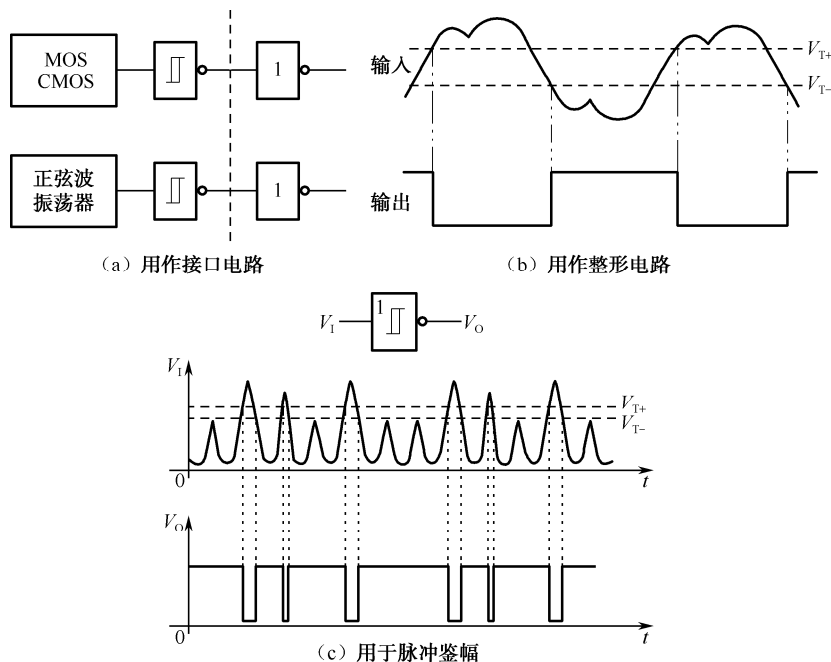 MOS
CMOS
1
正弦波
振荡器
1
(a) 用作接口电路
输入
V_T+
V_T−
输出
(b) 用作整形电路
V_I
1
V_O
V_I
V_T+
V_T−
0
t
V_O
0
t
(c) 用于脉冲鉴幅